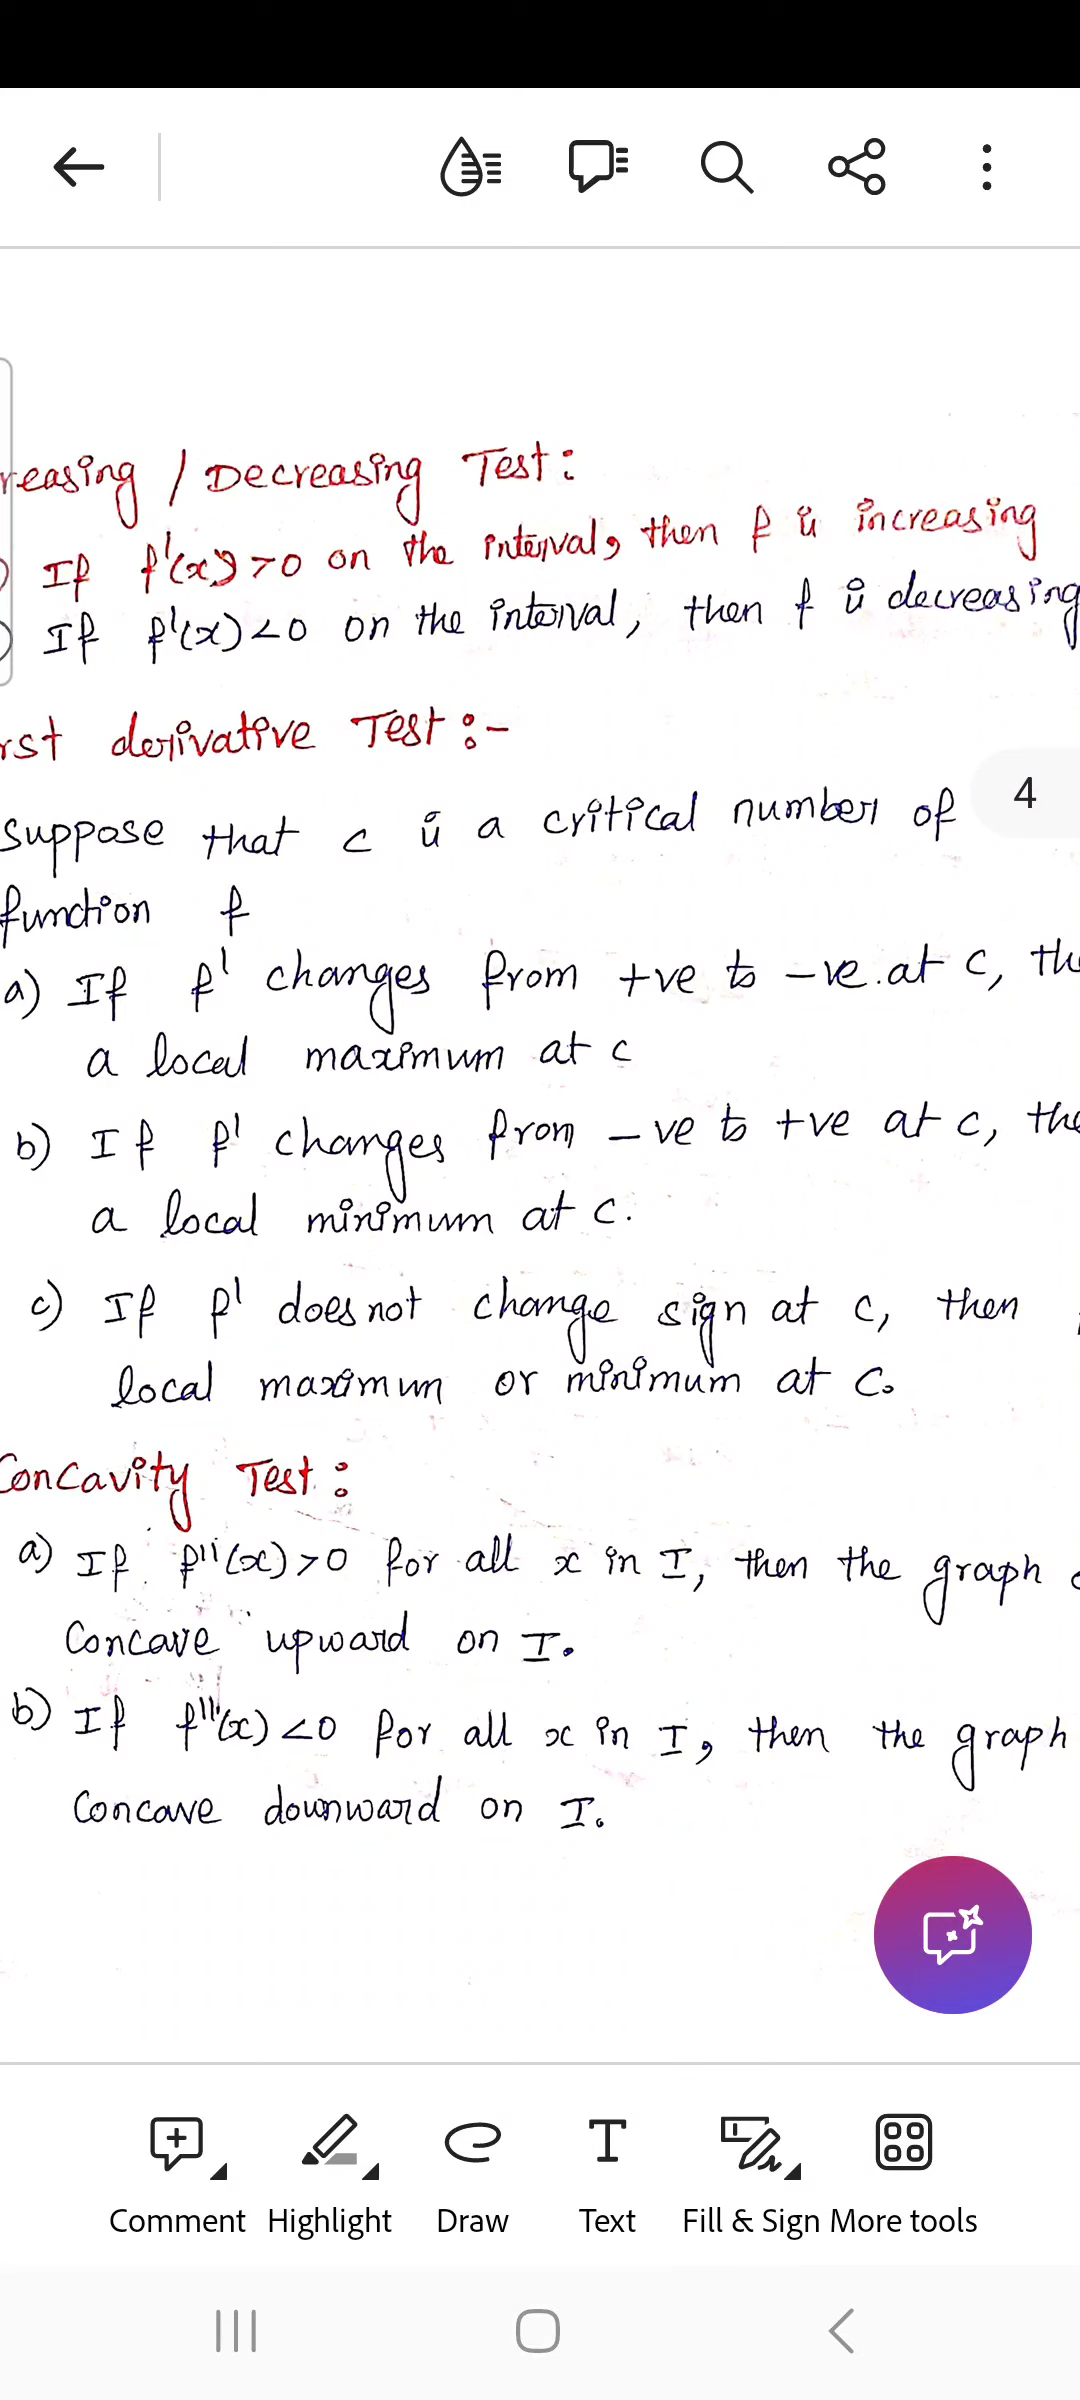 reasing / Decreasing Test:
If f'(x) > 0 on the interval, then f is increasing
If f'(x) < 0 on the interval, then f is decreasing
rst derivative Test :-
Suppose that c is a critical number of
4
function f
a) If f' changes from +ve to -ve at c, the
a local maximum at c
b) If f' changes from -ve to +ve at c, the
a local minimum at c.
c) If f' does not change sign at c, then
local maximum or minimum at c.
Concavity Test :
a) If f''(x) > 0 for all x in I, then the graph
Concave upward on I.
b) If f''(x) < 0 for all x in I, then the graph
Concave downward on I.
Comment Highlight Draw Text Fill & Sign More tools